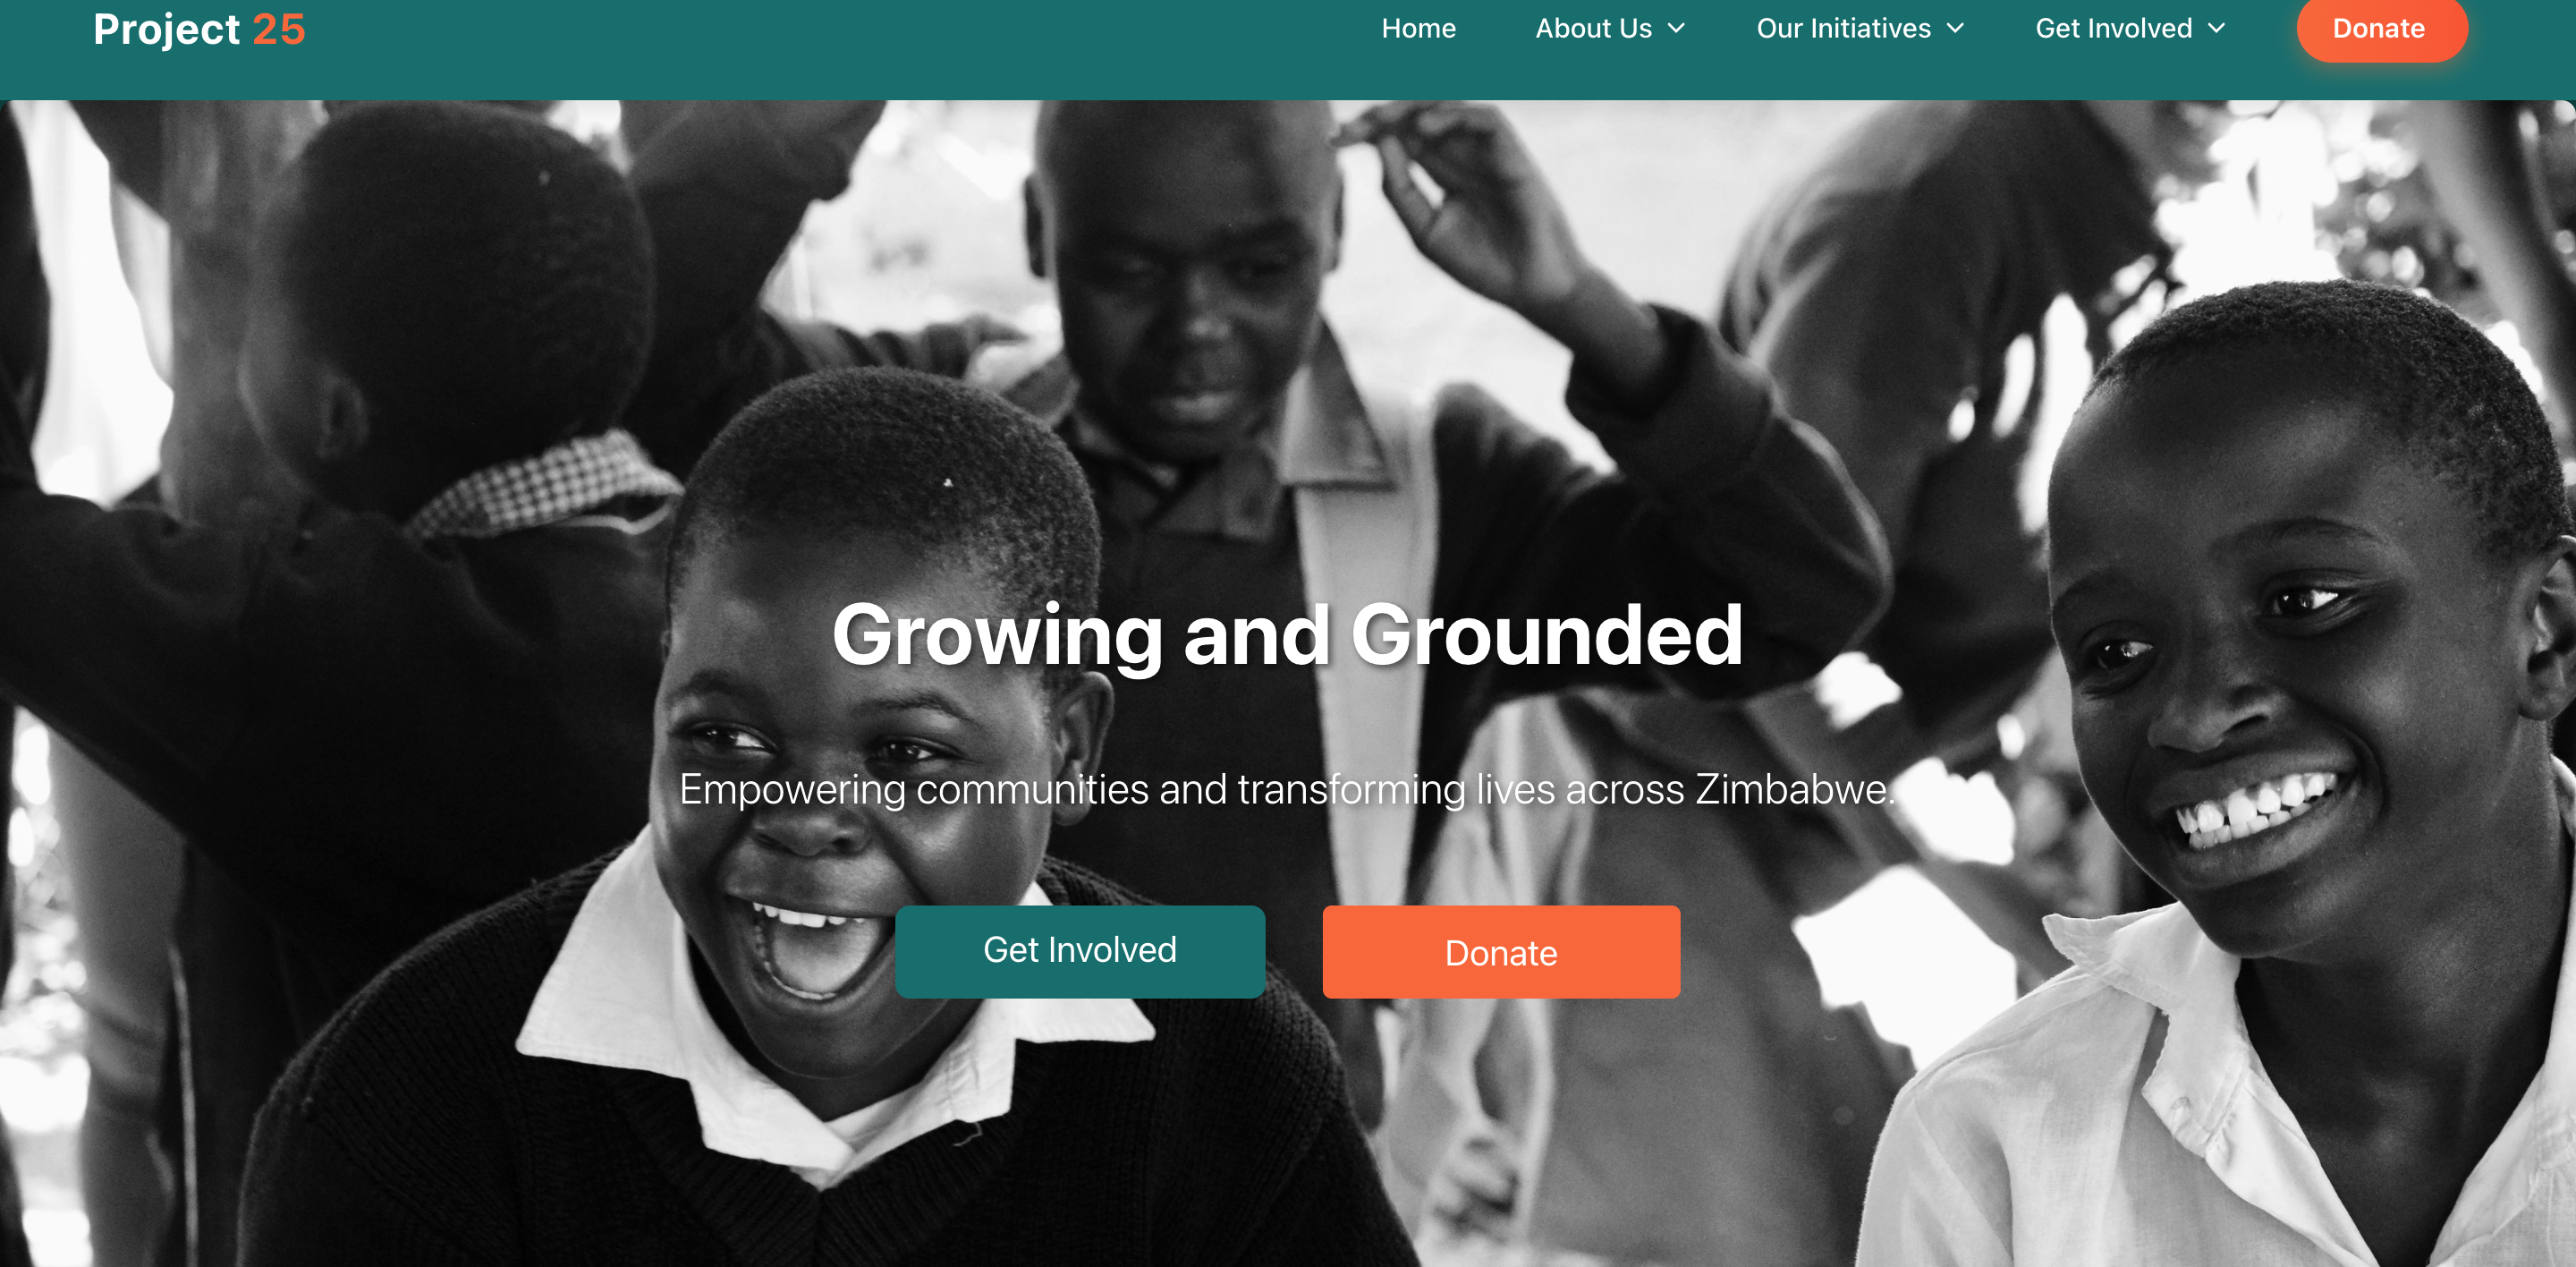 Project 25
Home About Us Our Initiatives Get Involved Donate
Growing and Grounded
Empowering communities and transforming lives across Zimbabwe.
Get Involved Donate